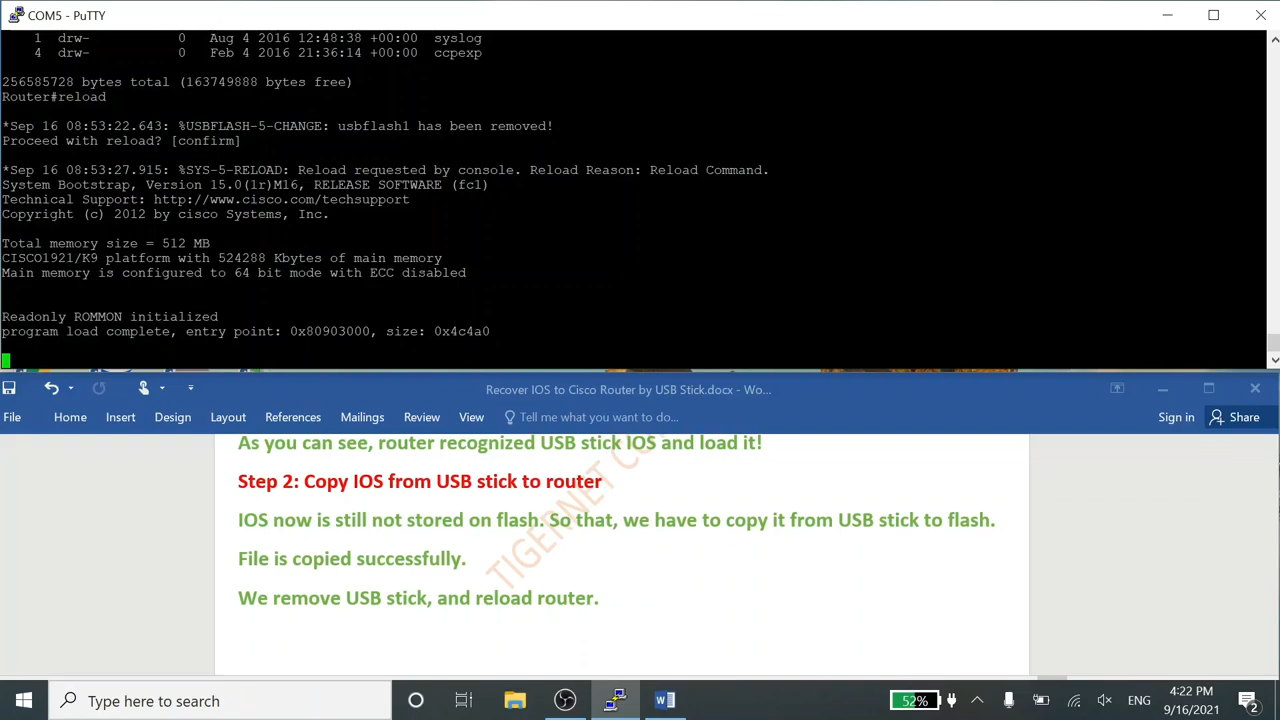 COM5 - PuTTY
1 drw- 0 Aug 4 2016 12:48:38 +00:00 syslog
4 drw- 0 Feb 4 2016 21:36:14 +00:00 ccpexp
256585728 bytes total (163749888 bytes free)
Router#reload
*Sep 16 08:53:22.643: %USBFLASH-5-CHANGE: usbflash1 has been removed!
Proceed with reload? [confirm]
*Sep 16 08:53:27.915: %SYS-5-RELOAD: Reload requested by console. Reload Reason: Reload Command.
System Bootstrap, Version 15.0(1r)M16, RELEASE SOFTWARE (fc1)
Technical Support: http://www.cisco.com/techsupport
Copyright (c) 2012 by cisco Systems, Inc.
Total memory size = 512 MB
CISCO1921/K9 platform with 524288 Kbytes of main memory
Main memory is configured to 64 bit mode with ECC disabled
Readonly ROMMON initialized
program load complete, entry point: 0x80903000, size: 0x4c4a0
Recover IOS to Cisco Router by USB Stick.docx - Wo...
File Home Insert Design Layout References Mailings Review View Tell me what you want to do... Sign in Share
As you can see, router recognized USB stick IOS and load it!
Step 2: Copy IOS from USB stick to router
IOS now is still not stored on flash. So that, we have to copy it from USB stick to flash.
File is copied successfully.
We remove USB stick, and reload router.
TIGERNET CO
Type here to search
52%
ENG
4:22 PM
9/16/2021
2